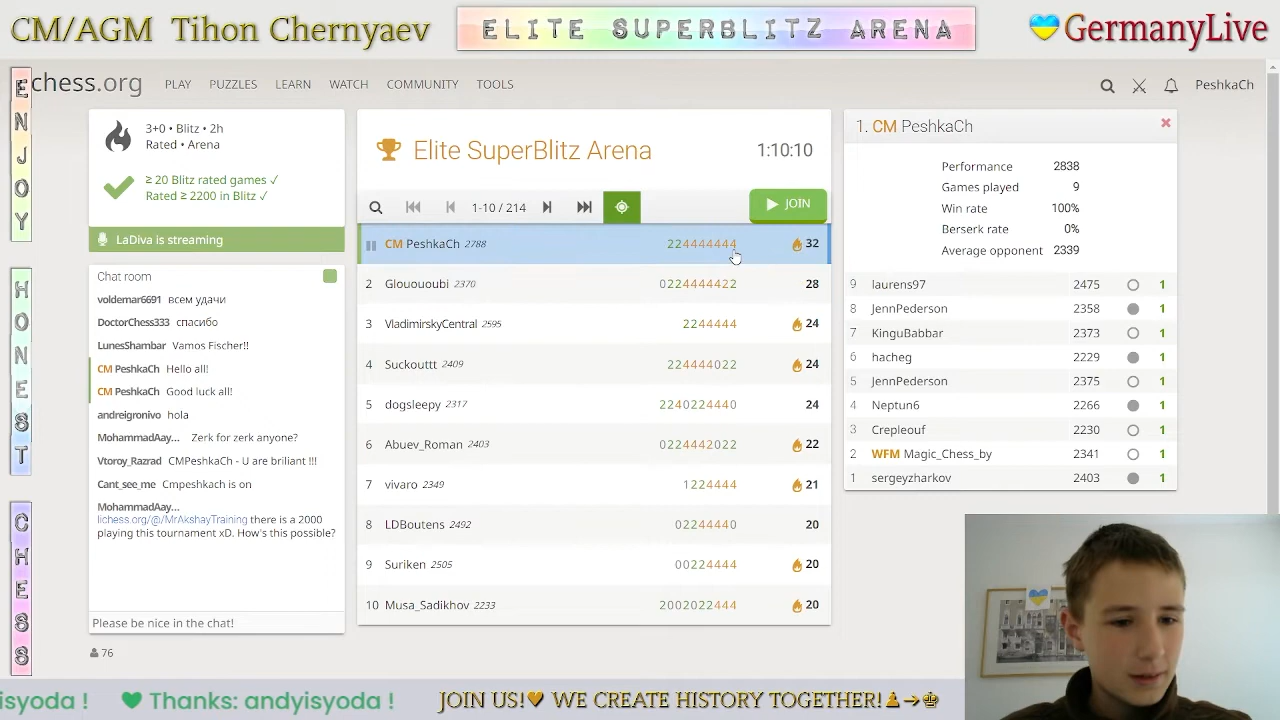 CM/AGM Tihon Chernyaev
ELITE SUPERBLITZ ARENA
GermanyLive
ENJOY
HONEST
CHESS
chess.org
PLAY PUZZLES LEARN WATCH COMMUNITY TOOLS
PeshkaCh
3+0 • Blitz • 2h
Rated • Arena
≥ 20 Blitz rated games ✓
Rated ≥ 2200 in Blitz ✓
LaDiva is streaming
Chat room
voldemar6691 всем удачи
DoctorChess333 спасибо
LunesShambar Vamos Fischer!!
CM PeshkaCh Hello all!
CM PeshkaCh Good luck all!
andreigronivo hola
MohammadAay... Zerk for zerk anyone?
Vtoroy_Razrad CMPeshkaCh - U are briliant !!!
Cant_see_me Cmpeshkach is on
MohammadAay...
lichess.org/@/MrAkshayTraining there is a 2000
playing this tournament xD. How's this possible?
Please be nice in the chat!
76
Elite SuperBlitz Arena 1:10:10
1-10 / 214
JOIN
CM PeshkaCh 2788 224444444 32
2 Glouououbi 2370 0224444422 28
3 VladimirskyCentral 2595 2244444 24
4 Suckouttt 2409 224444022 24
5 dogsleepy 2317 2240224440 24
6 Abuev_Roman 2403 0224442022 22
7 vivaro 2349 1224444 21
8 LDBoutens 2492 02244440 20
9 Suriken 2505 00224444 20
10 Musa_Sadikhov 2233 2002022444 20
1. CM PeshkaCh
Performance 2838
Games played 9
Win rate 100%
Berserk rate 0%
Average opponent 2339
9 laurens97 2475 1
8 JennPederson 2358 1
7 KinguBabbar 2373 1
6 hacheg 2229 1
5 JennPederson 2375 1
4 Neptun6 2266 1
3 Crepleouf 2230 1
2 WFM Magic_Chess_by 2341 1
1 sergeyzharkov 2403 1
isyoda ! Thanks: andyisyoda ! JOIN US! WE CREATE HISTORY TOGETHER!